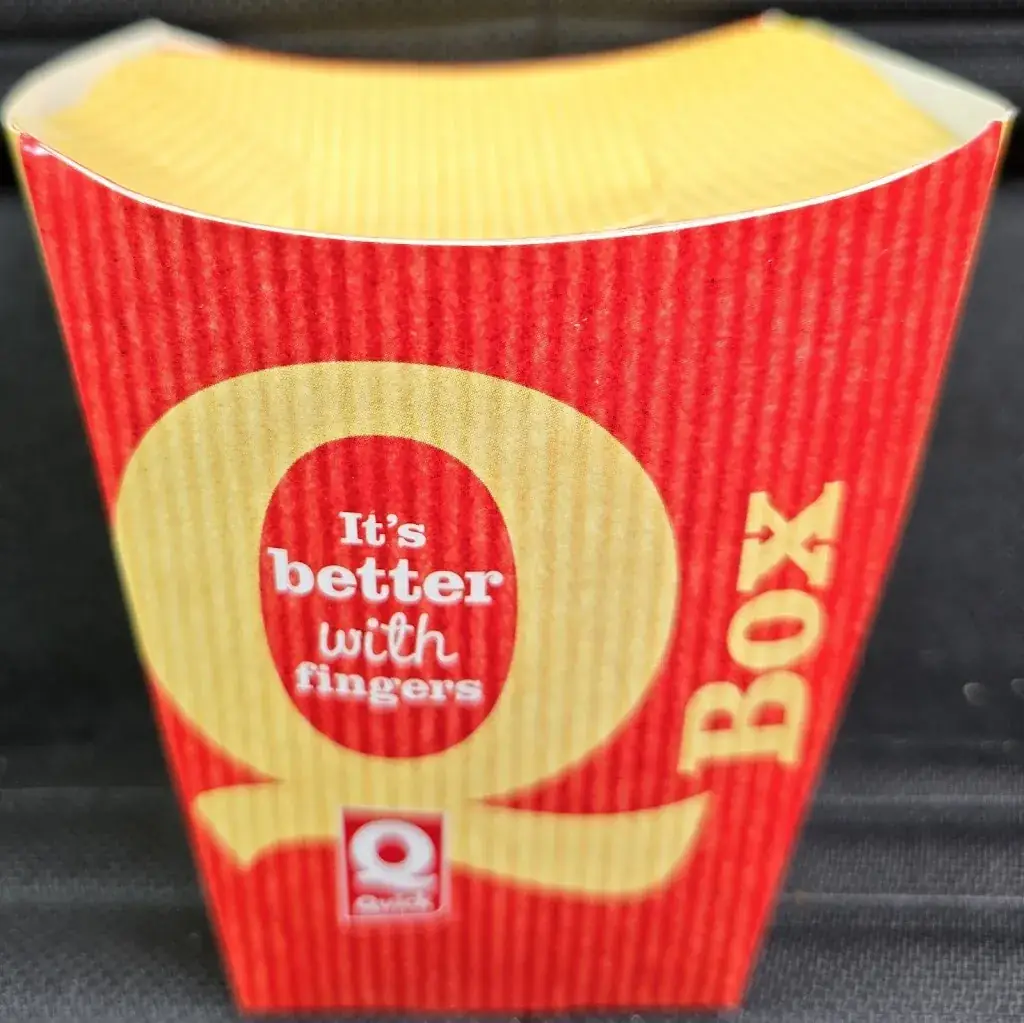 It's
better
with
fingers
Q
Box
Q
Quick